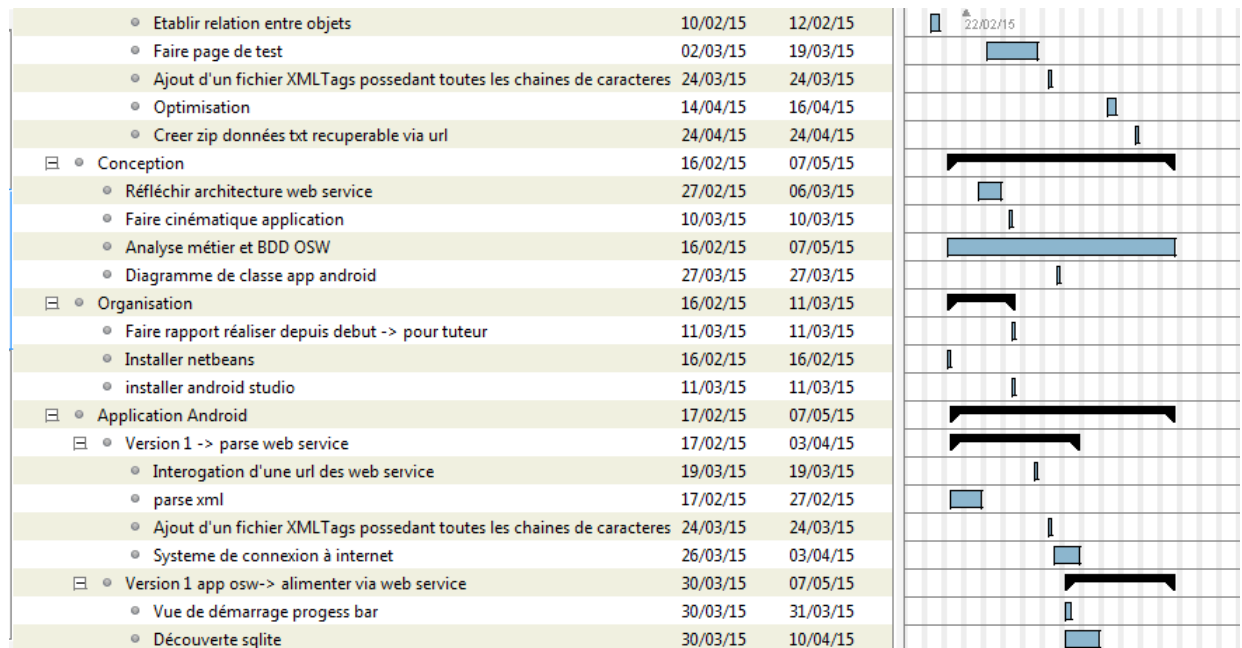 Etablir relation entre objets 10/02/15 12/02/15 22/02/15
Faire page de test 02/03/15 19/03/15
Ajout d'un fichier XMLTags possedant toutes les chaines de caracteres 24/03/15 24/03/15
Optimisation 14/04/15 16/04/15
Creer zip données txt recuperable via url 24/04/15 24/04/15
Conception 16/02/15 07/05/15
Réfléchir architecture web service 27/02/15 06/03/15
Faire cinématique application 10/03/15 10/03/15
Analyse métier et BDD OSW 16/02/15 07/05/15
Diagramme de classe app android 27/03/15 27/03/15
Organisation 16/02/15 11/03/15
Faire rapport réaliser depuis debut -> pour tuteur 11/03/15 11/03/15
Installer netbeans 16/02/15 16/02/15
installer android studio 11/03/15 11/03/15
Application Android 17/02/15 07/05/15
Version 1 -> parse web service 17/02/15 03/04/15
Interogation d'une url des web service 19/03/15 19/03/15
parse xml 17/02/15 27/02/15
Ajout d'un fichier XMLTags possedant toutes les chaines de caracteres 24/03/15 24/03/15
Systeme de connexion à internet 26/03/15 03/04/15
Version 1 app osw-> alimenter via web service 30/03/15 07/05/15
Vue de démarrage progess bar 30/03/15 31/03/15
Découverte sqlite 30/03/15 10/04/15